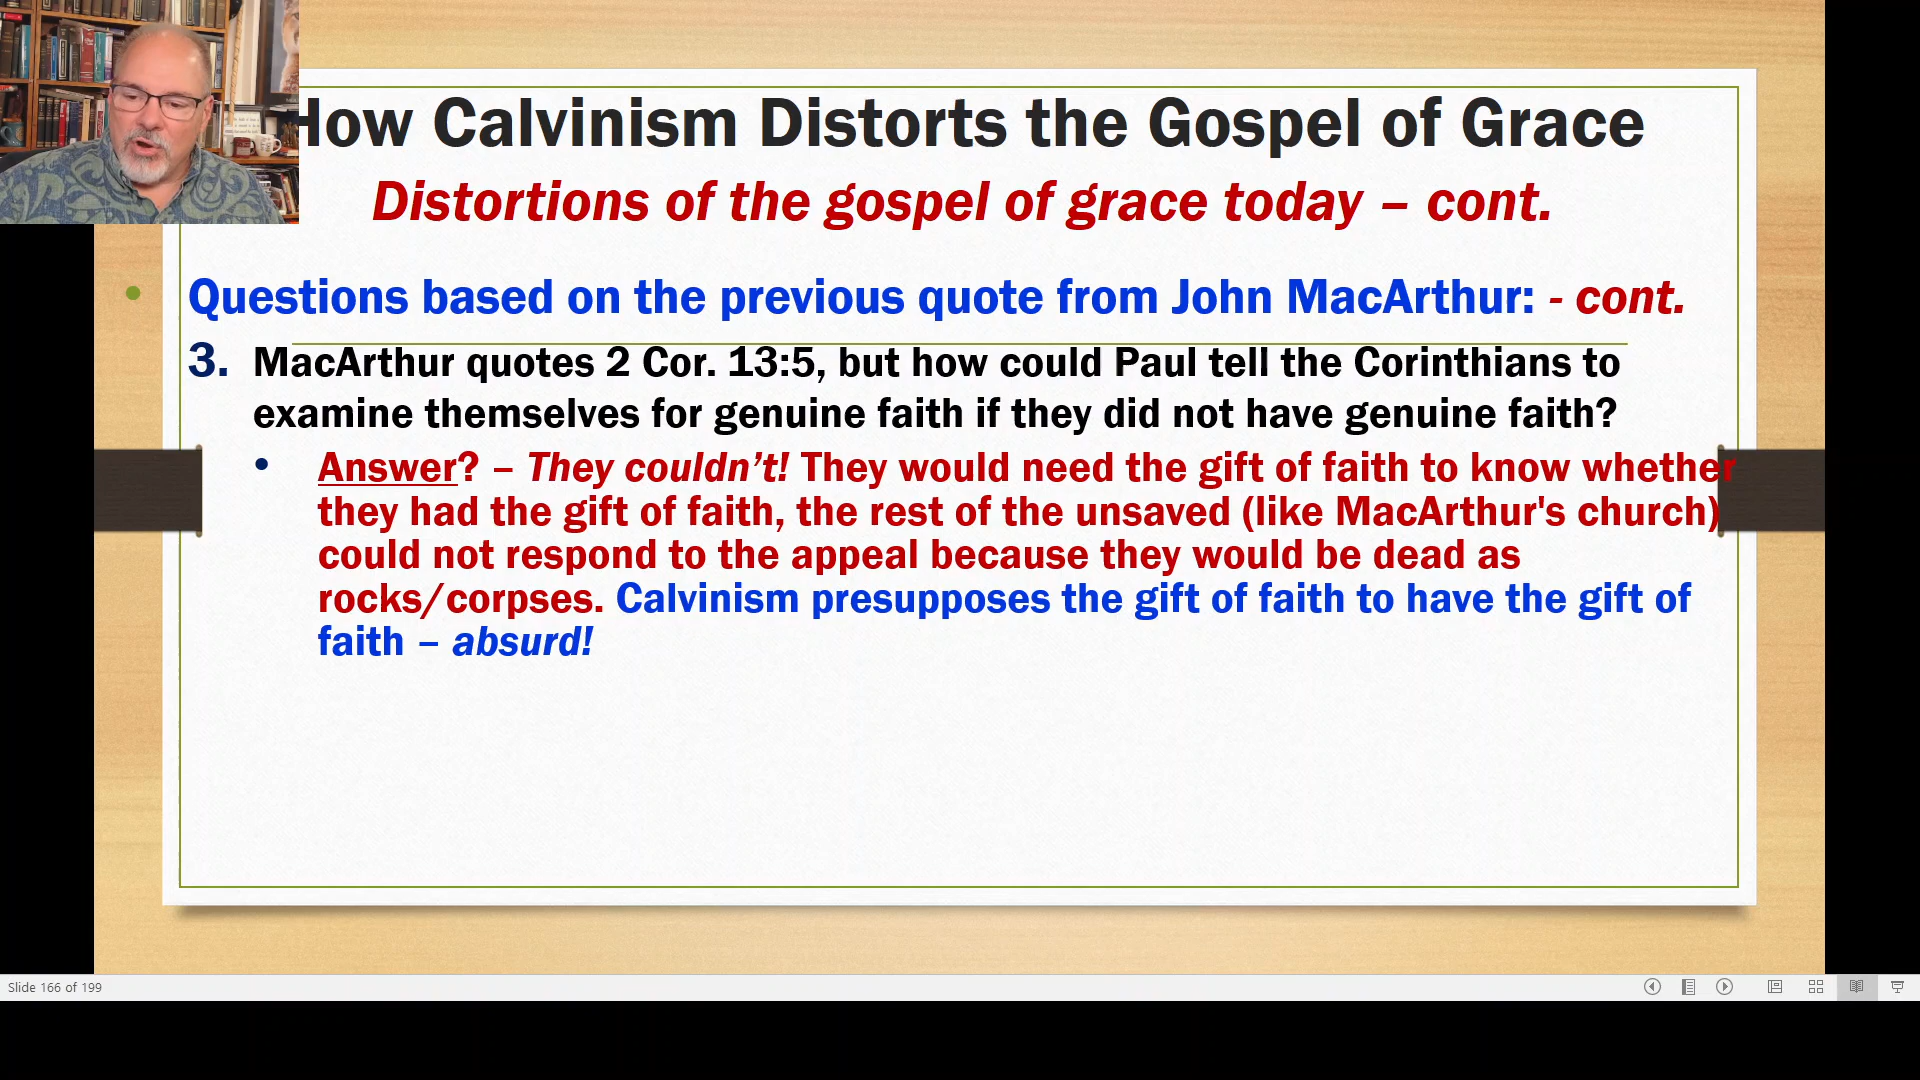 How Calvinism Distorts the Gospel of Grace
Distortions of the gospel of grace today – cont.
• Questions based on the previous quote from John MacArthur: - cont.
3. MacArthur quotes 2 Cor. 13:5, but how could Paul tell the Corinthians to
examine themselves for genuine faith if they did not have genuine faith?
• Answer? – They couldn’t! They would need the gift of faith to know whether
they had the gift of faith, the rest of the unsaved (like MacArthur's church)
could not respond to the appeal because they would be dead as
rocks/corpses. Calvinism presupposes the gift of faith to have the gift of
faith – absurd!
Slide 166 of 199